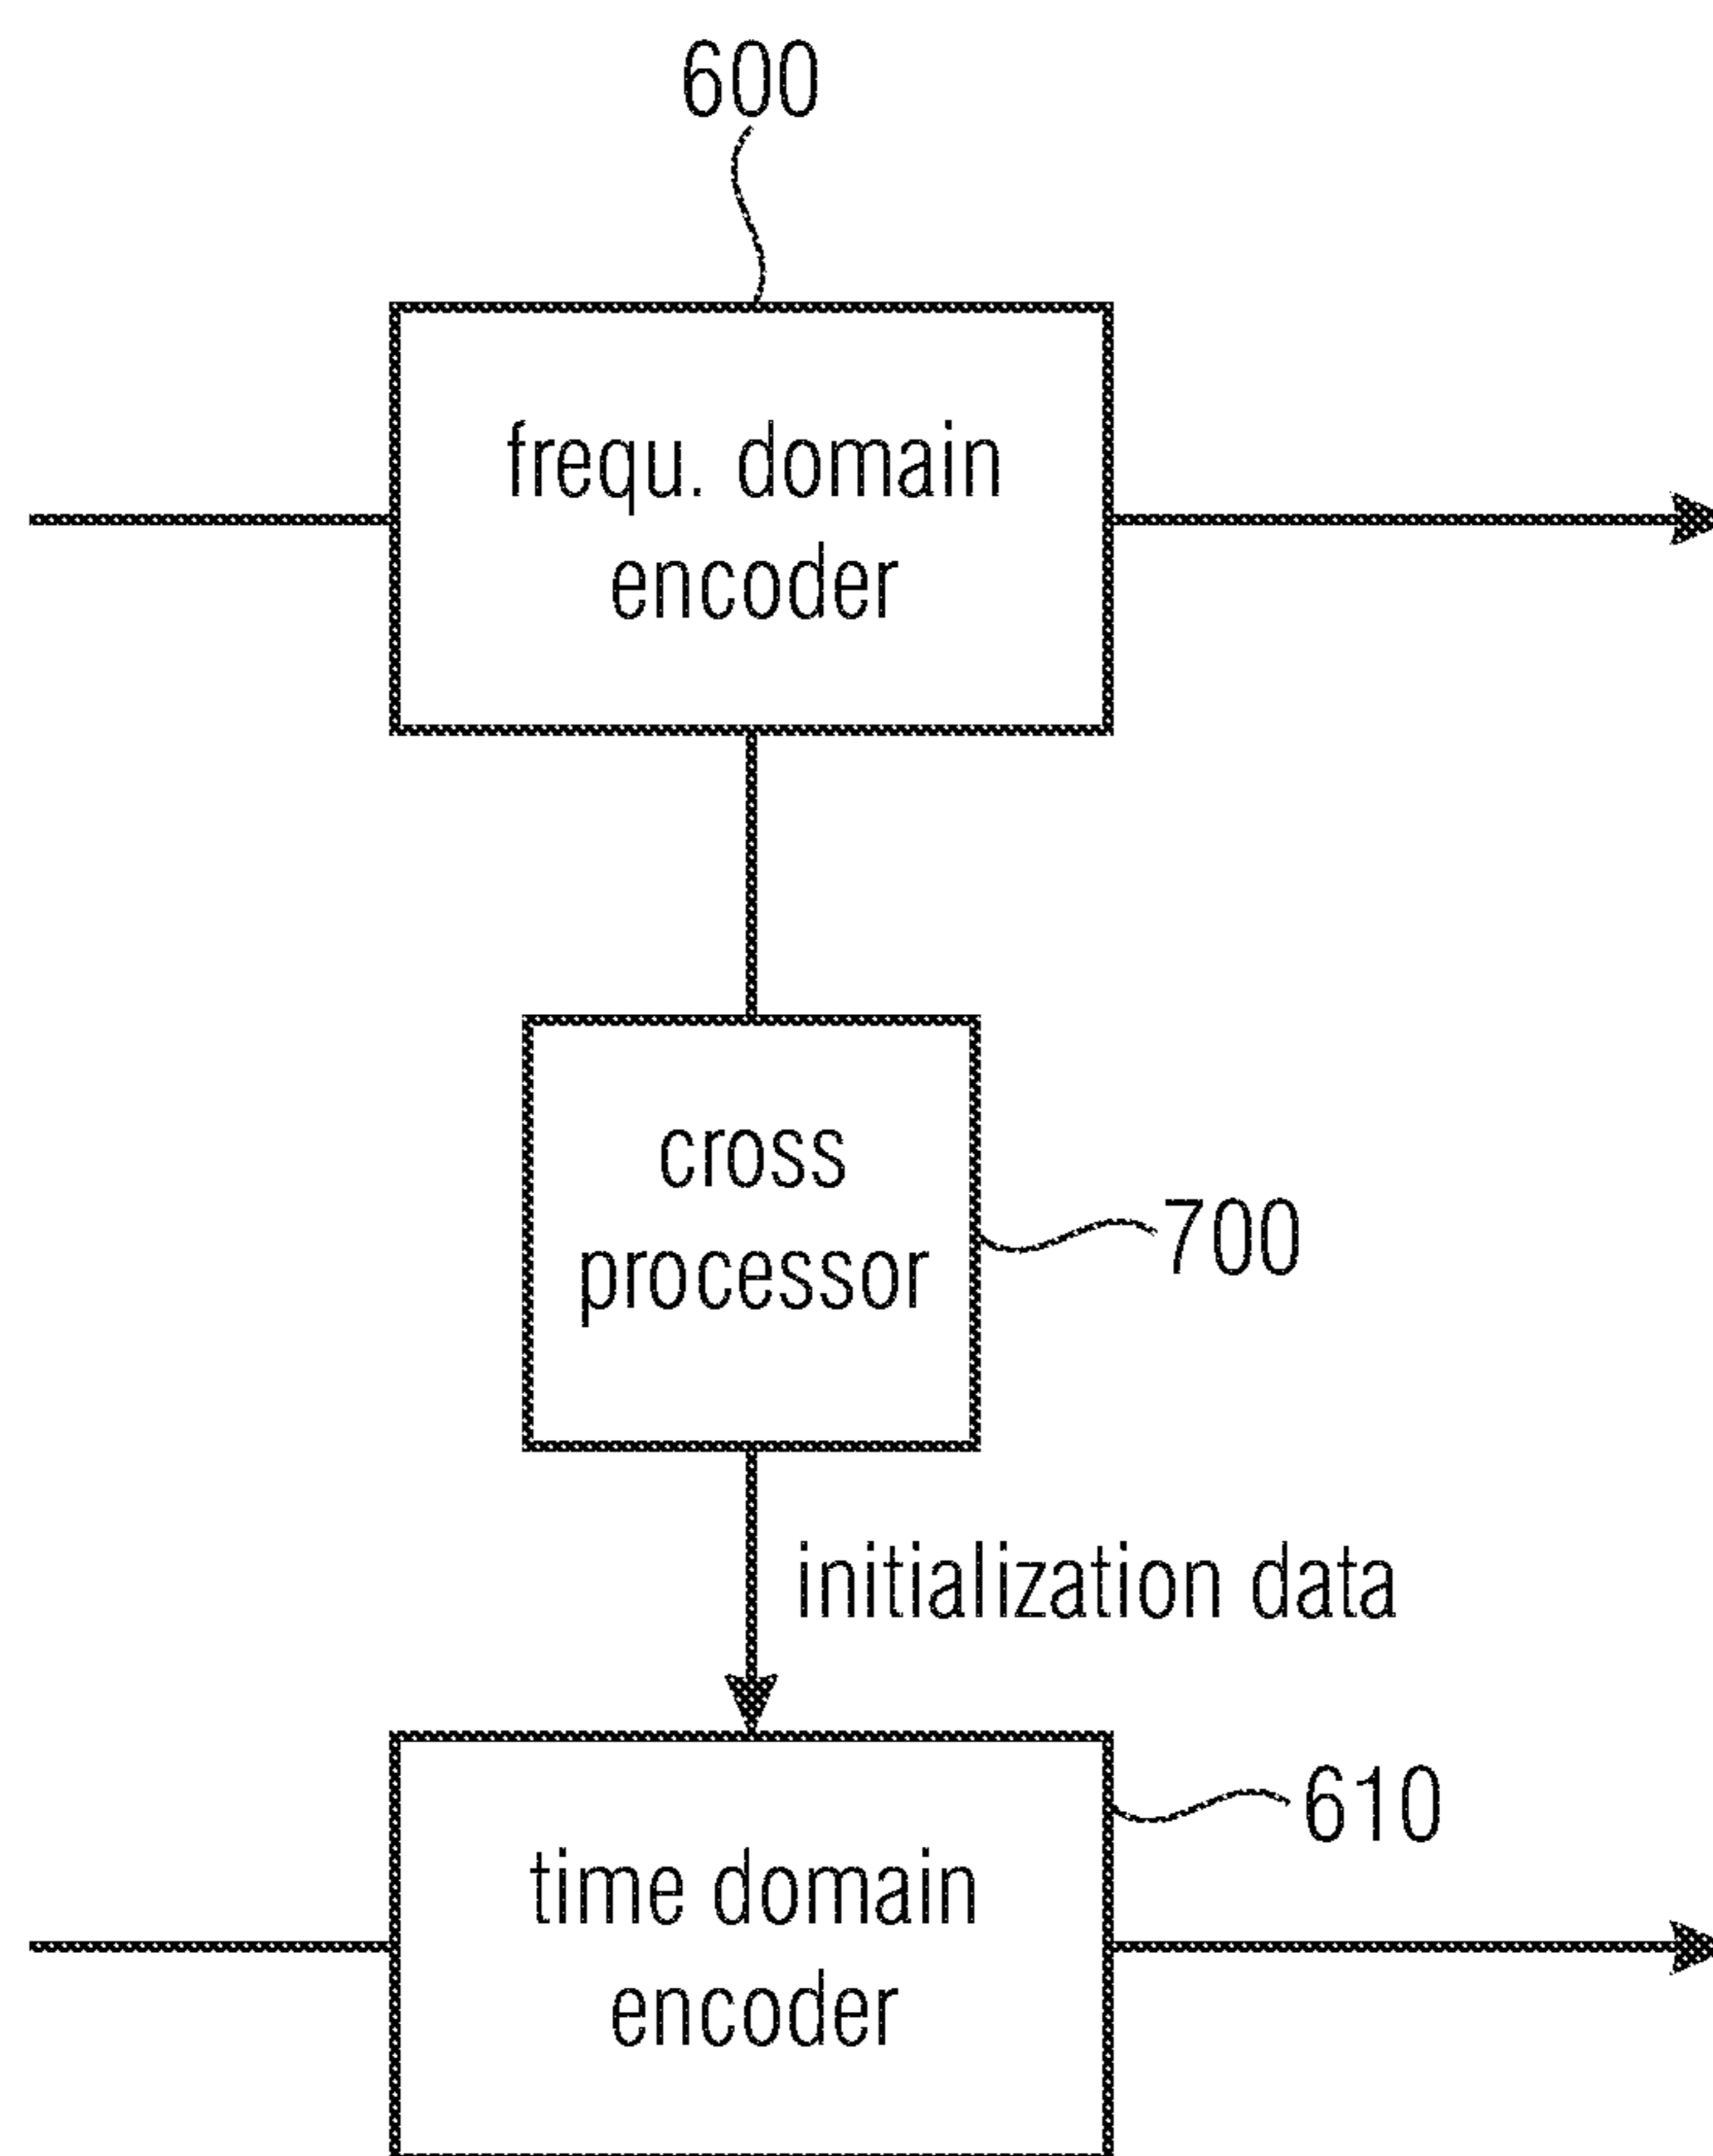 600
frequ. domain
encoder
cross
processor
700
initialization data
610
time domain
encoder